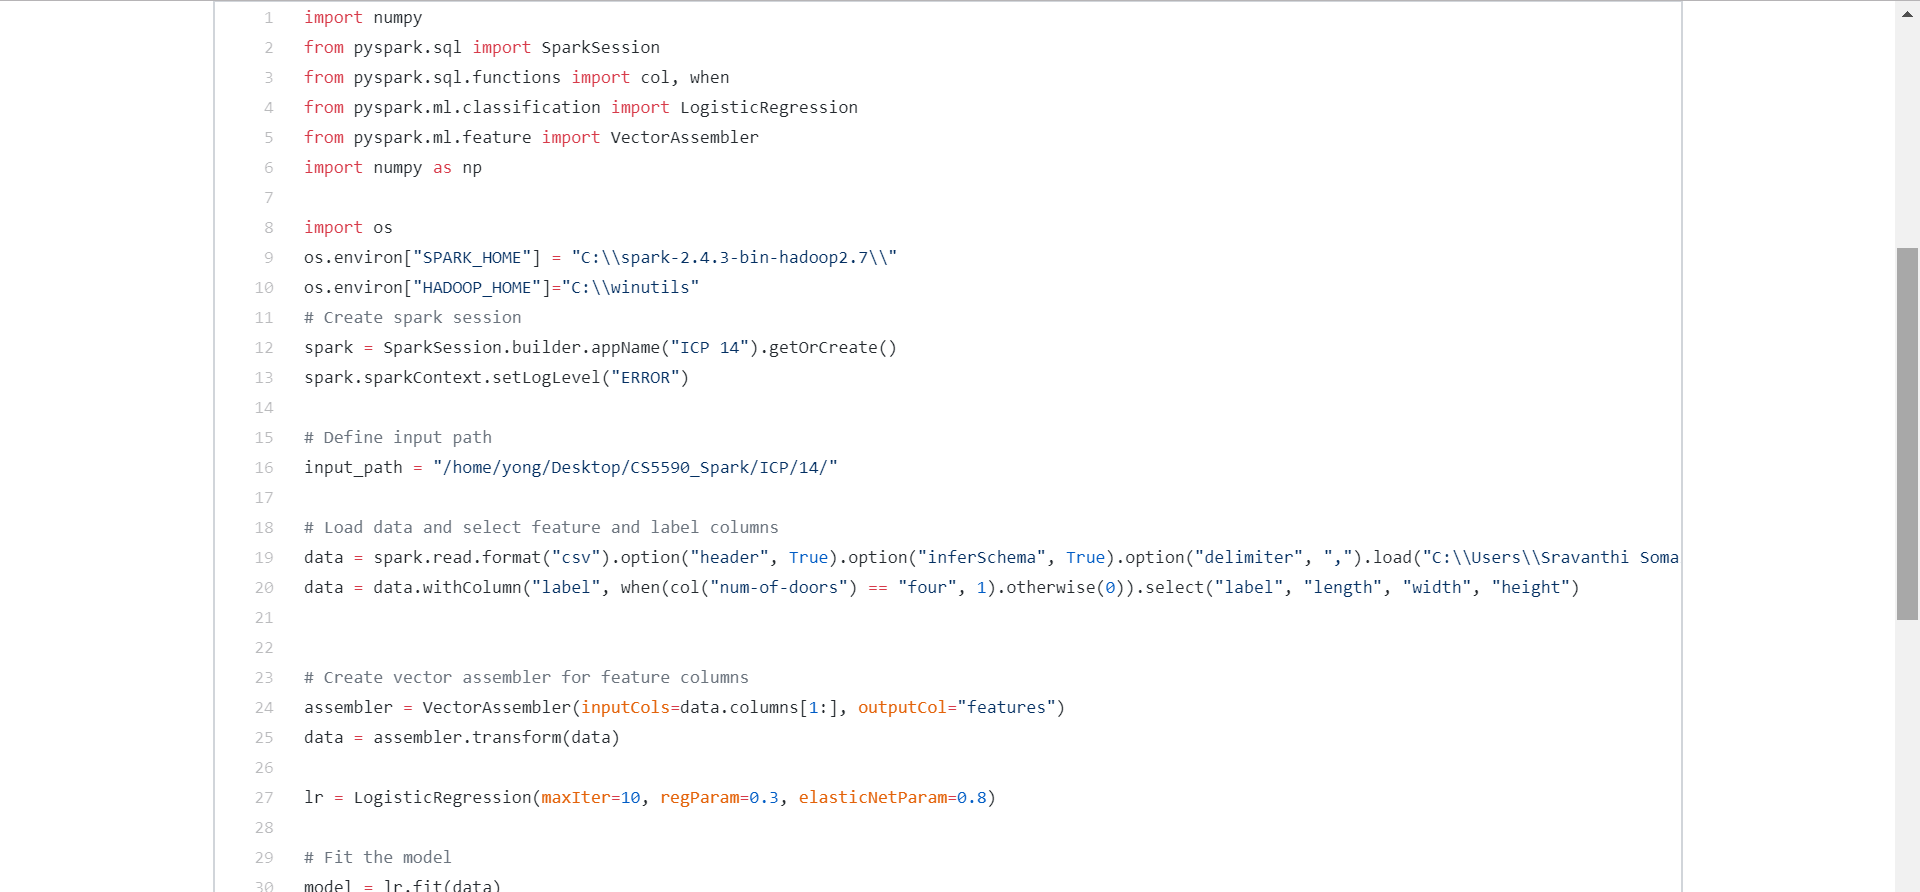 1 import numpy
2 from pyspark.sql import SparkSession
3 from pyspark.sql.functions import col, when
4 from pyspark.ml.classification import LogisticRegression
5 from pyspark.ml.feature import VectorAssembler
6 import numpy as np
7
8 import os
9 os.environ["SPARK_HOME"] = "C:\\spark-2.4.3-bin-hadoop2.7\\"
10 os.environ["HADOOP_HOME"]="C:\\winutils"
11 # Create spark session
12 spark = SparkSession.builder.appName("ICP 14").getOrCreate()
13 spark.sparkContext.setLogLevel("ERROR")
14
15 # Define input path
16 input_path = "/home/yong/Desktop/CS5590_Spark/ICP/14/"
17
18 # Load data and select feature and label columns
19 data = spark.read.format("csv").option("header", True).option("inferSchema", True).option("delimiter", ",").load("C:\\Users\\Sravanthi Soma
20 data = data.withColumn("label", when(col("num-of-doors") == "four", 1).otherwise(0)).select("label", "length", "width", "height")
21
22
23 # Create vector assembler for feature columns
24 assembler = VectorAssembler(inputCols=data.columns[1:], outputCol="features")
25 data = assembler.transform(data)
26
27 lr = LogisticRegression(maxIter=10, regParam=0.3, elasticNetParam=0.8)
28
29 # Fit the model
30 model = lr.fit(data)